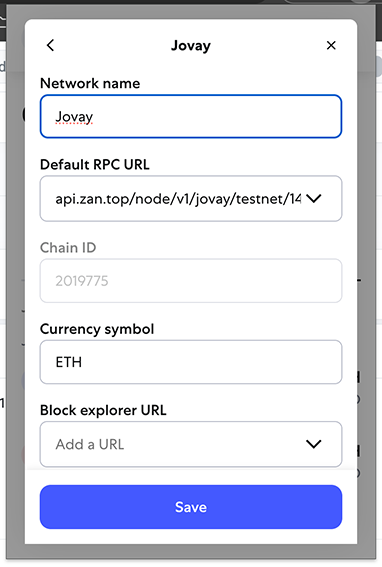 Jovay
Network name
Jovay
Default RPC URL
api.zan.top/node/v1/jovay/testnet/14
Chain ID
2019775
Currency symbol
ETH
Block explorer URL
Add a URL
Save